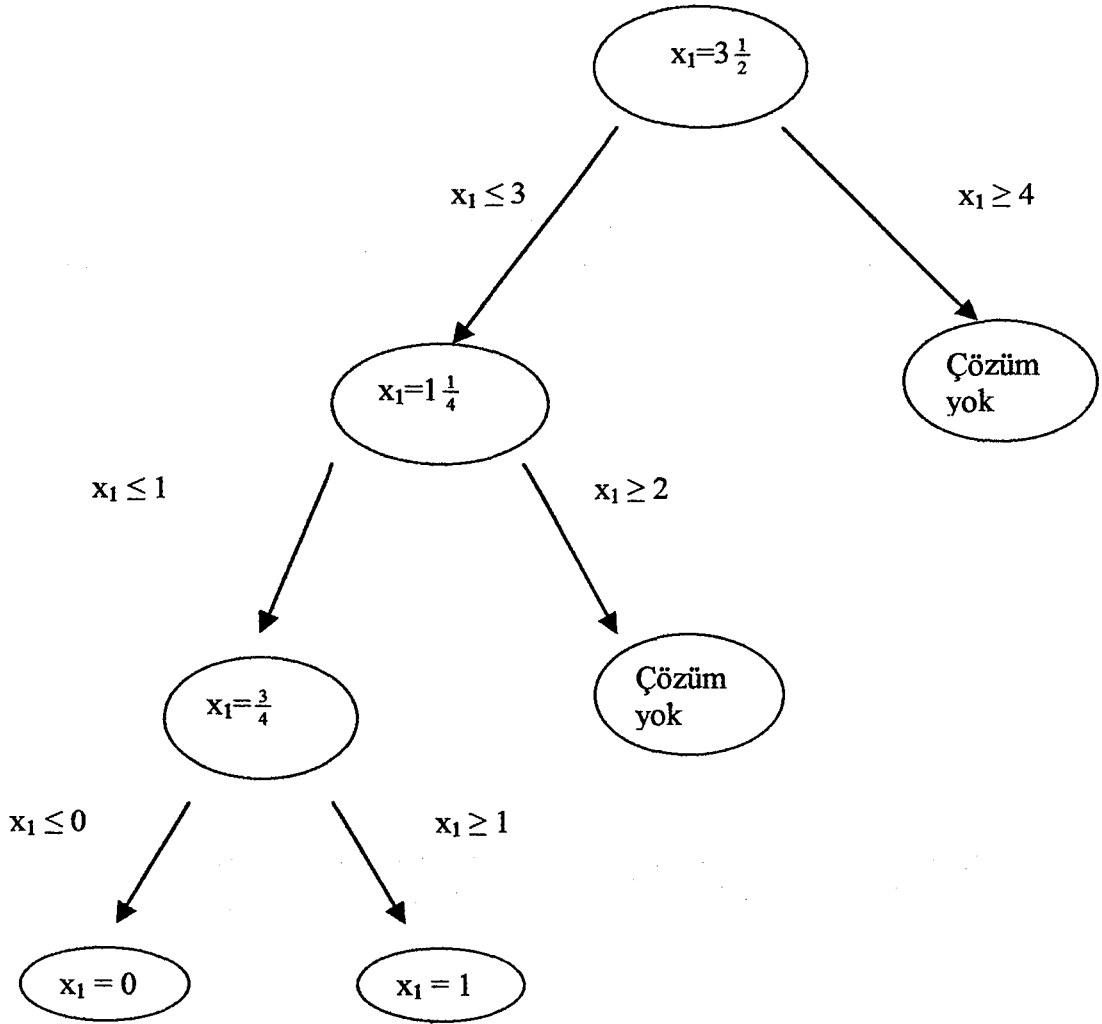 x₁=3 1/2
x₁ ≤ 3
x₁ ≥ 4
x₁=1 1/4
Çözüm
yok
x₁ ≤ 1
x₁ ≥ 2
x₁=3/4
Çözüm
yok
x₁ ≤ 0
x₁ ≥ 1
x₁ = 0
x₁ = 1